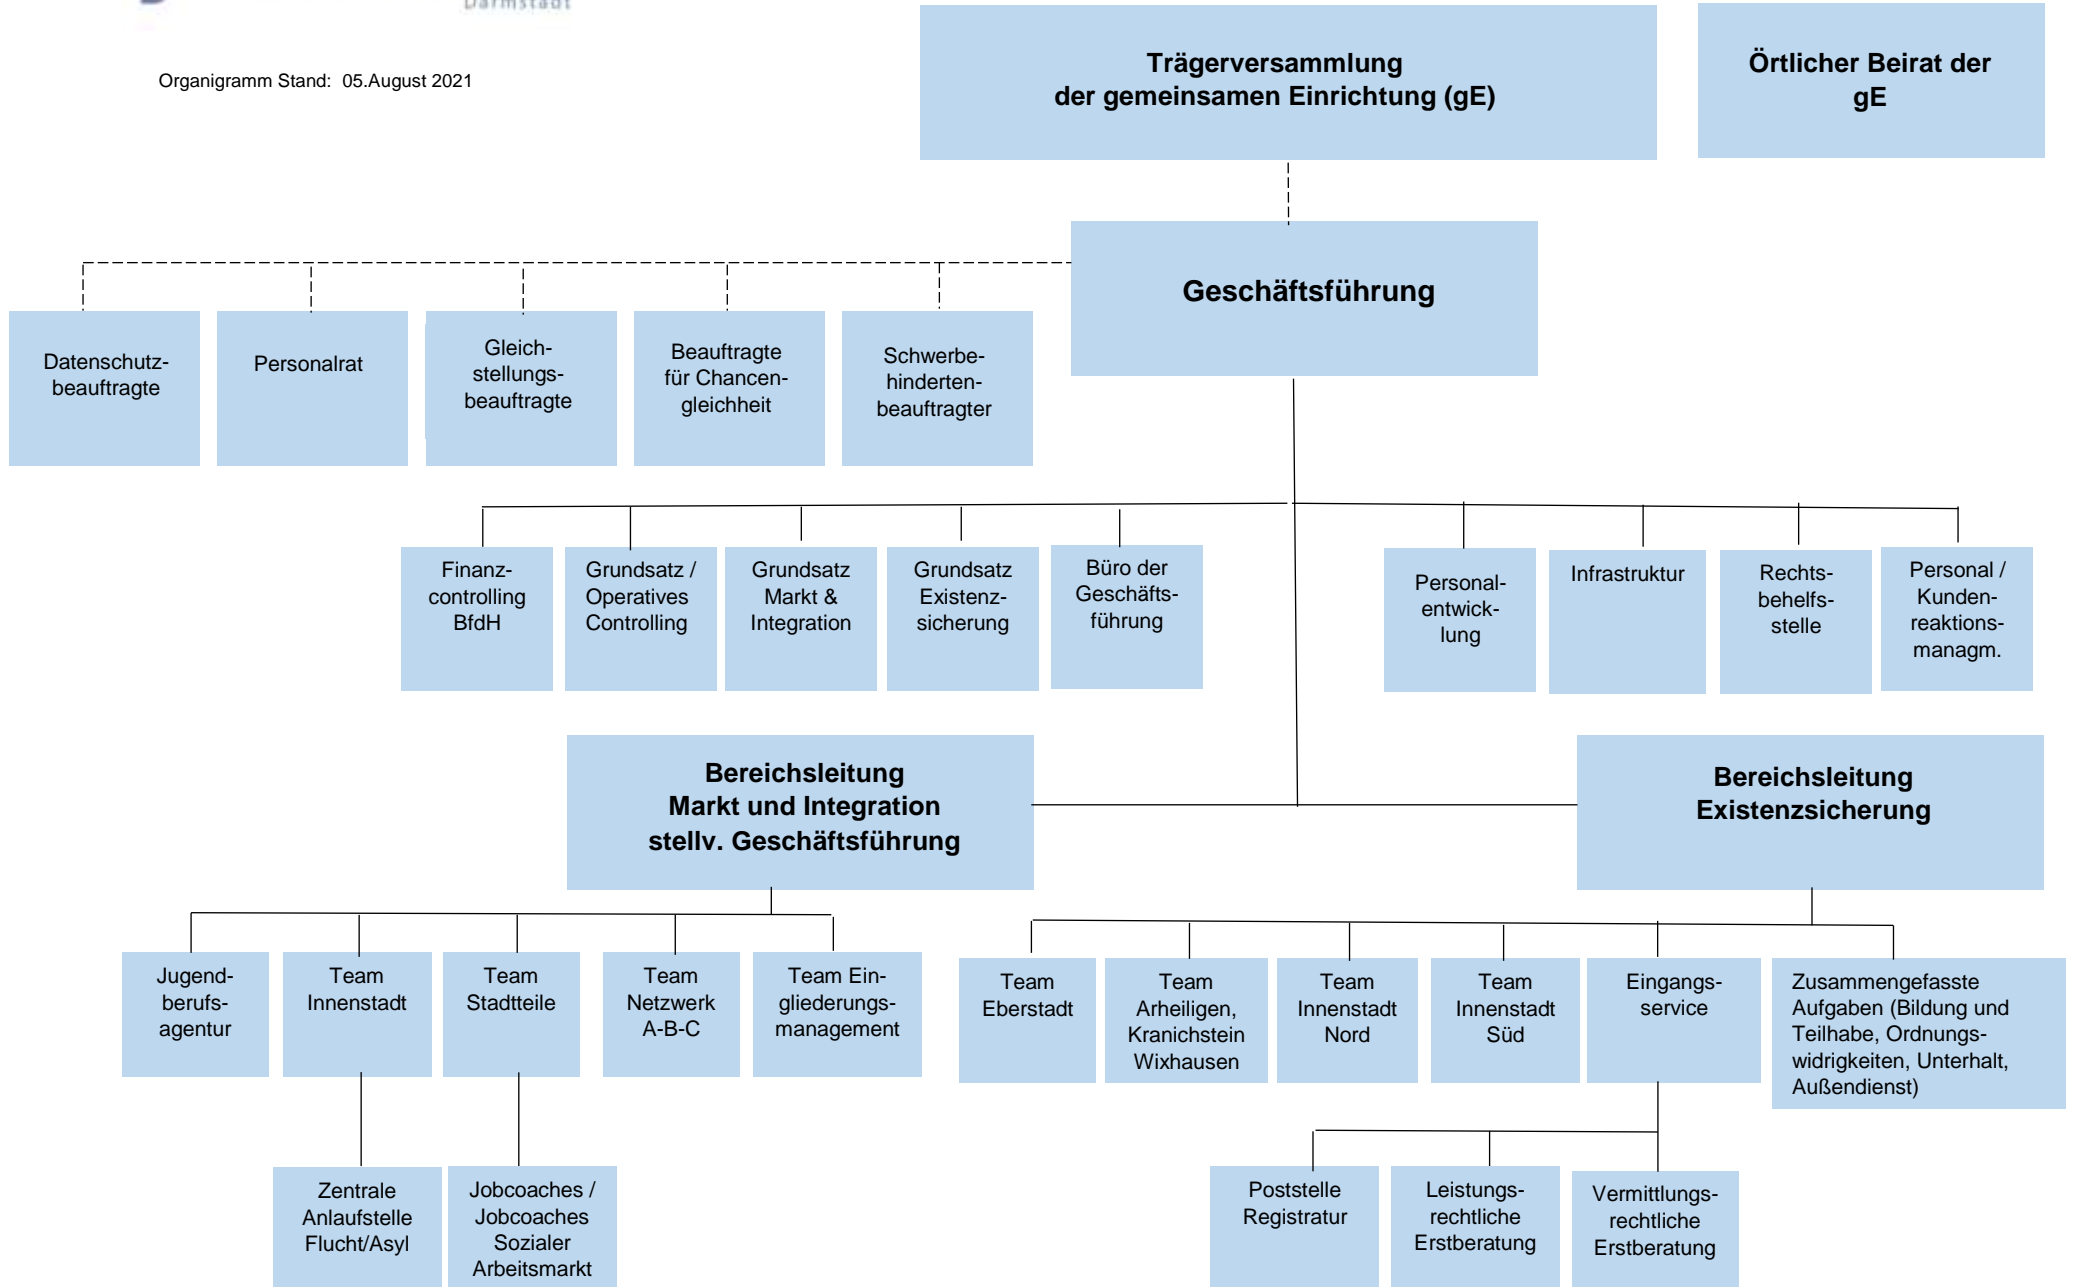 Darmstadt
Organigramm Stand: 05.August 2021
Trägerversammlung
der gemeinsamen Einrichtung (gE)
Örtlicher Beirat der
gE
Geschäftsführung
Datenschutz-
beauftragte
Personalrat
Gleich-
stellungs-
beauftragte
Beauftragte
für Chancen-
gleichheit
Schwerbe-
hinderten-
beauftragter
Finanz-
controlling
BfdH
Grundsatz /
Operatives
Controlling
Grundsatz
Markt &
Integration
Grundsatz
Existenz-
sicherung
Büro der
Geschäfts-
führung
Personal-
entwick-
lung
Infrastruktur
Rechts-
behelfs-
stelle
Personal /
Kunden-
reaktions-
managm.
Bereichsleitung
Markt und Integration
stellv. Geschäftsführung
Bereichsleitung
Existenzsicherung
Jugend-
berufs-
agentur
Team
Innenstadt
Team
Stadtteile
Team
Netzwerk
A-B-C
Team Ein-
gliederungs-
management
Team
Eberstadt
Team
Arheiligen,
Kranichstein
Wixhausen
Team
Innenstadt
Nord
Team
Innenstadt
Süd
Eingangs-
service
Zusammengefasste
Aufgaben (Bildung und
Teilhabe, Ordnungs-
widrigkeiten, Unterhalt,
Außendienst)
Zentrale
Anlaufstelle
Flucht/Asyl
Jobcoaches /
Jobcoaches
Sozialer
Arbeitsmarkt
Poststelle
Registratur
Leistungs-
rechtliche
Erstberatung
Vermittlungs-
rechtliche
Erstberatung